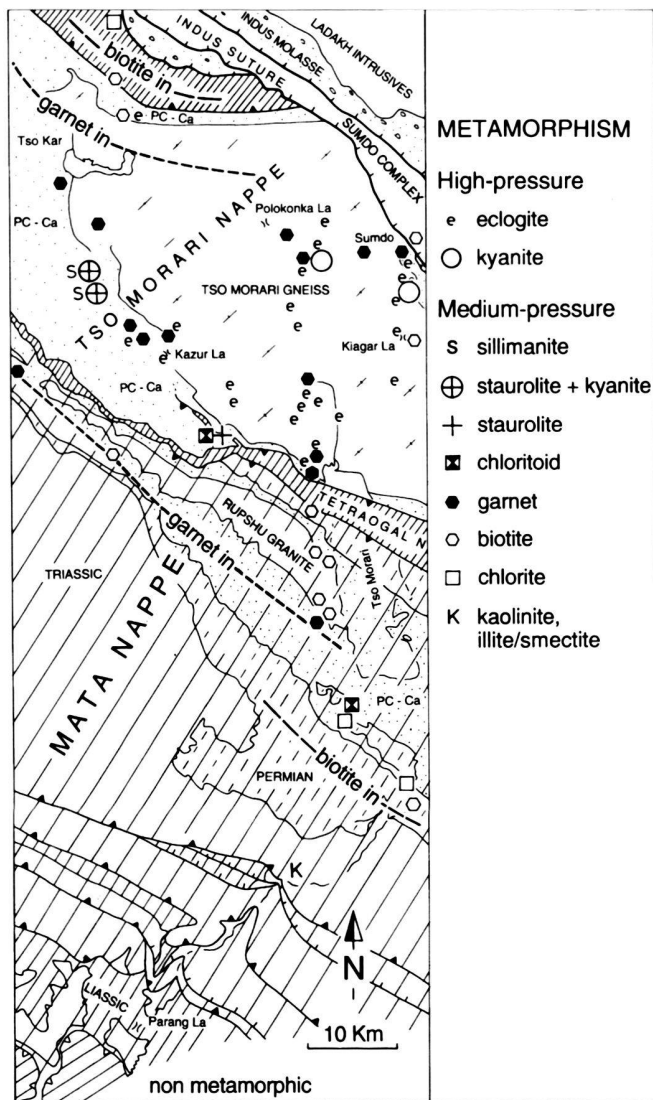 LADAKH INTRUSIVES
INDUS MOLASSE
INDUS SUTURE
SUMDO COMPLEX
biotite in
e PC - Ca
garnet in
Tso Kar
TSO MORARI NAPPE
PC - Ca
Polokonka La
Sumdo
e
e
e
e
e
e
S
S
TSO MORARI GNEISS
e
e
e
Kazur La
e
e
Kiagar La
PC - Ca
e
e
e
e
e
e
e
e
TETRAOGAL N
garnet in
RUPSHU GRANITE
Tso Morari
TRIASSIC
MATA NAPPE
PC - Ca
biotite in
PERMIAN
K
N
LIASSIC
Parang La
10 Km
non metamorphic
METAMORPHISM
High-pressure
e eclogite
kyanite
Medium-pressure
S sillimanite
staurolite + kyanite
staurolite
chloritoid
garnet
biotite
chlorite
K kaolinite,
illite/smectite